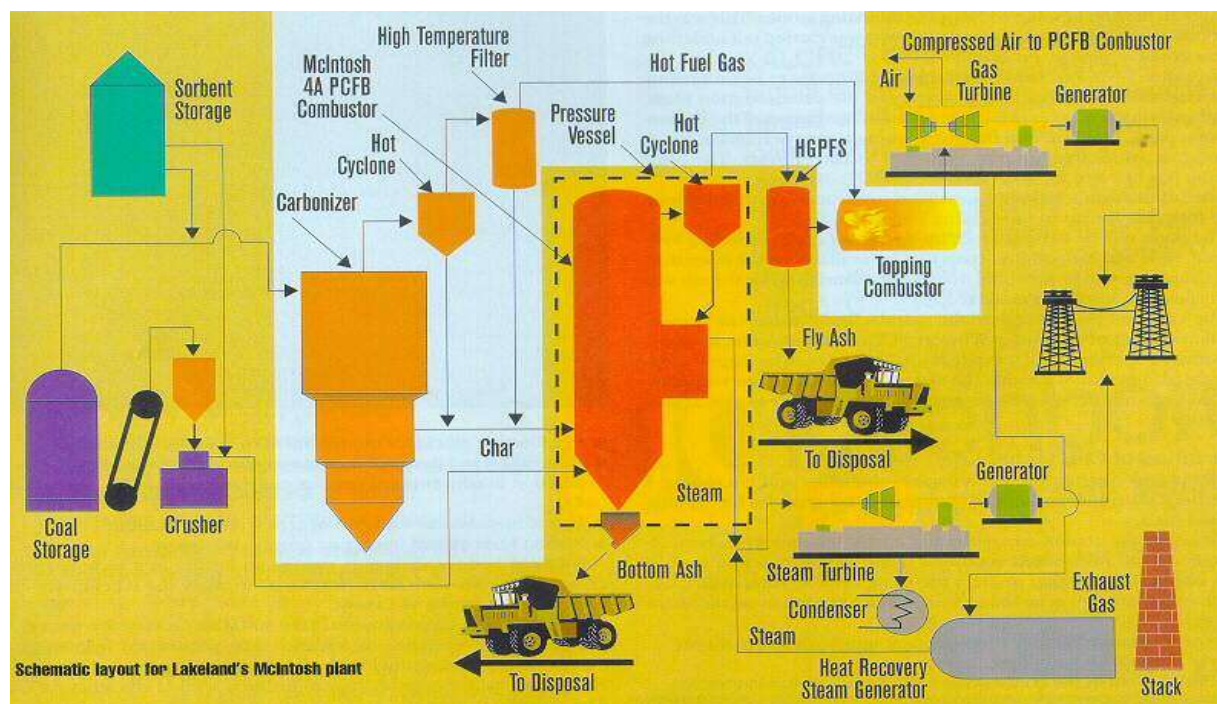 High Temperature
Filter
Compressed Air to PCFB Conbustor
McIntosh
4A PCFB
Combustor
Hot Fuel Gas
Air
Gas
Turbine
Generator
Sorbent
Storage
Pressure
Vessel
Hot
Cyclone
HGPFS
Hot
Cyclone
Carbonizer
Topping
Combustor
Fly Ash
Char
To Disposal
Steam
Generator
Coal
Storage
Crusher
Bottom Ash
Steam Turbine
Exhaust
Gas
Condenser
Steam
Schematic layout for Lakeland's McIntosh plant
To Disposal
Heat Recovery
Steam Generator
Stack